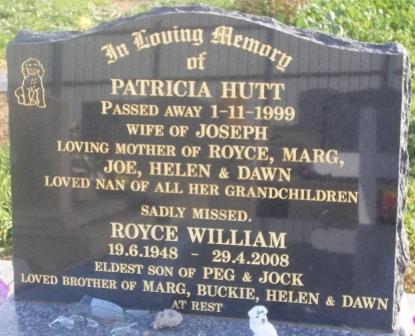 In Loving Memory
of
PATRICIA HUTT
PASSED AWAY 1-11-1999
WIFE OF JOSEPH
LOVING MOTHER OF ROYCE, MARG,
JOE, HELEN & DAWN
LOVED NAN OF ALL HER GRANDCHILDREN
SADLY MISSED.
ROYCE WILLIAM
19.6.1948 - 29.4.2008
ELDEST SON OF PEG & JOCK
LOVED BROTHER OF MARG, BUCKIE, HELEN & DAWN
AT REST